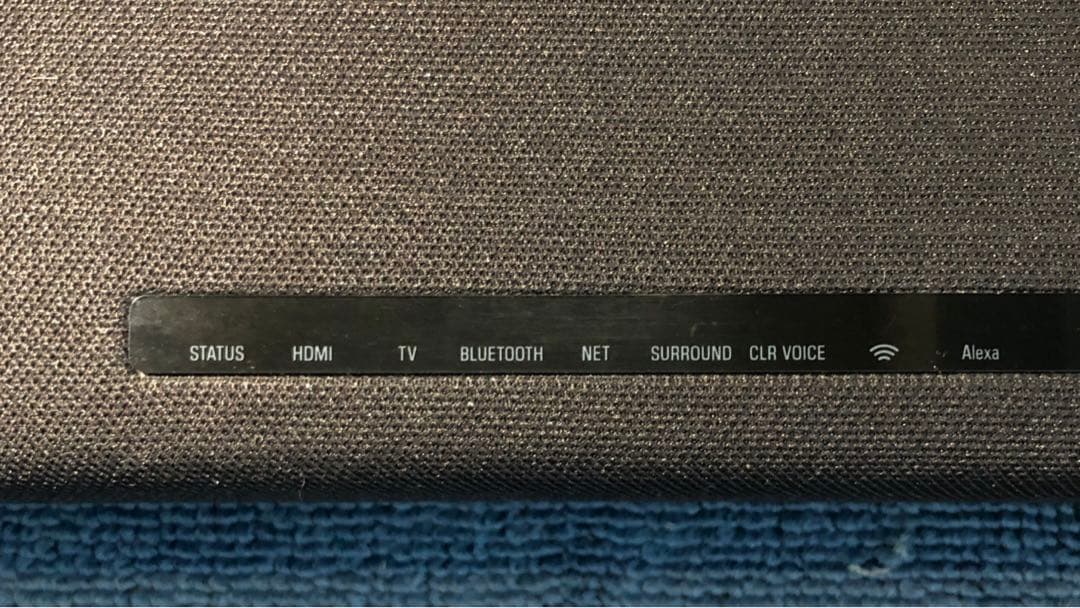 STATUS HDMI TV BLUETOOTH NET SURROUND CLR VOICE Alexa